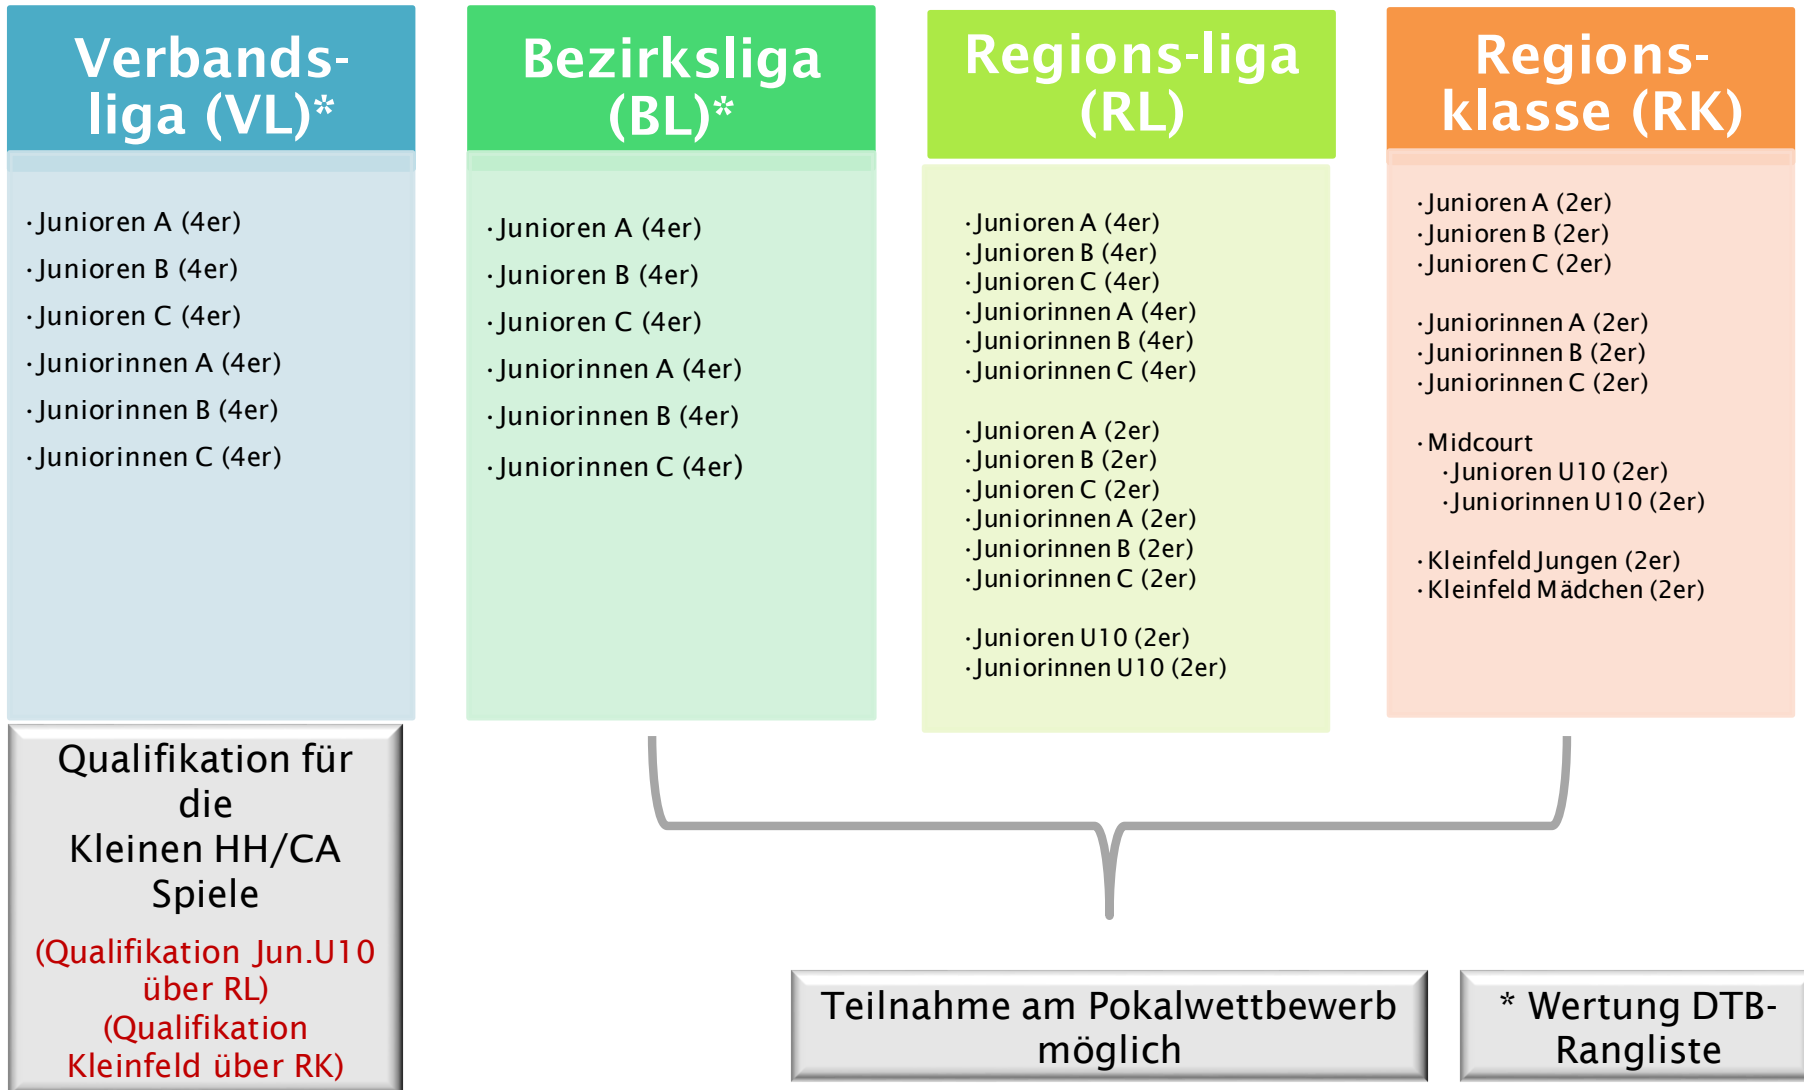 Verbands-
liga (VL)*
·Junioren A (4er)
·Junioren B (4er)
·Junioren C (4er)
·Juniorinnen A (4er)
·Juniorinnen B (4er)
·Juniorinnen C (4er)
Qualifikation für
die
Kleinen HH/CA
Spiele
(Qualifikation Jun.U10
über RL)
(Qualifikation
Kleinfeld über RK)
Bezirksliga
(BL)*
·Junioren A (4er)
·Junioren B (4er)
·Junioren C (4er)
·Juniorinnen A (4er)
·Juniorinnen B (4er)
·Juniorinnen C (4er)
Regions-liga
(RL)
·Junioren A (4er)
·Junioren B (4er)
·Junioren C (4er)
·Juniorinnen A (4er)
·Juniorinnen B (4er)
·Juniorinnen C (4er)
·Junioren A (2er)
·Junioren B (2er)
·Junioren C (2er)
·Juniorinnen A (2er)
·Juniorinnen B (2er)
·Juniorinnen C (2er)
·Junioren U10 (2er)
·Juniorinnen U10 (2er)
Regions-
klasse (RK)
·Junioren A (2er)
·Junioren B (2er)
·Junioren C (2er)
·Juniorinnen A (2er)
·Juniorinnen B (2er)
·Juniorinnen C (2er)
·Midcourt
·Junioren U10 (2er)
·Juniorinnen U10 (2er)
·Kleinfeld Jungen (2er)
·Kleinfeld Mädchen (2er)
Teilnahme am Pokalwettbewerb
möglich
* Wertung DTB-
Rangliste